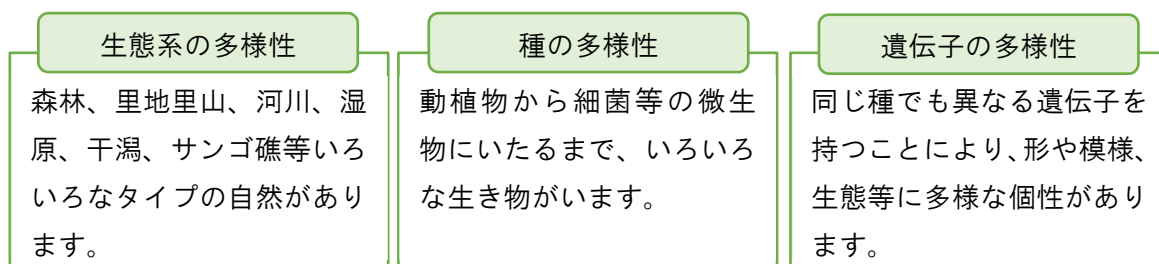 生態系の多様性
森林、里地里山、河川、湿
原、干潟、サンゴ礁等いろ
いろなタイプの自然があり
ます。
種の多様性
動植物から細菌等の微生
物にいたるまで、いろいろ
な生き物がいます。
遺伝子の多様性
同じ種でも異なる遺伝子を
持つことにより、形や模様、
生態等に多様な個性があり
ます。